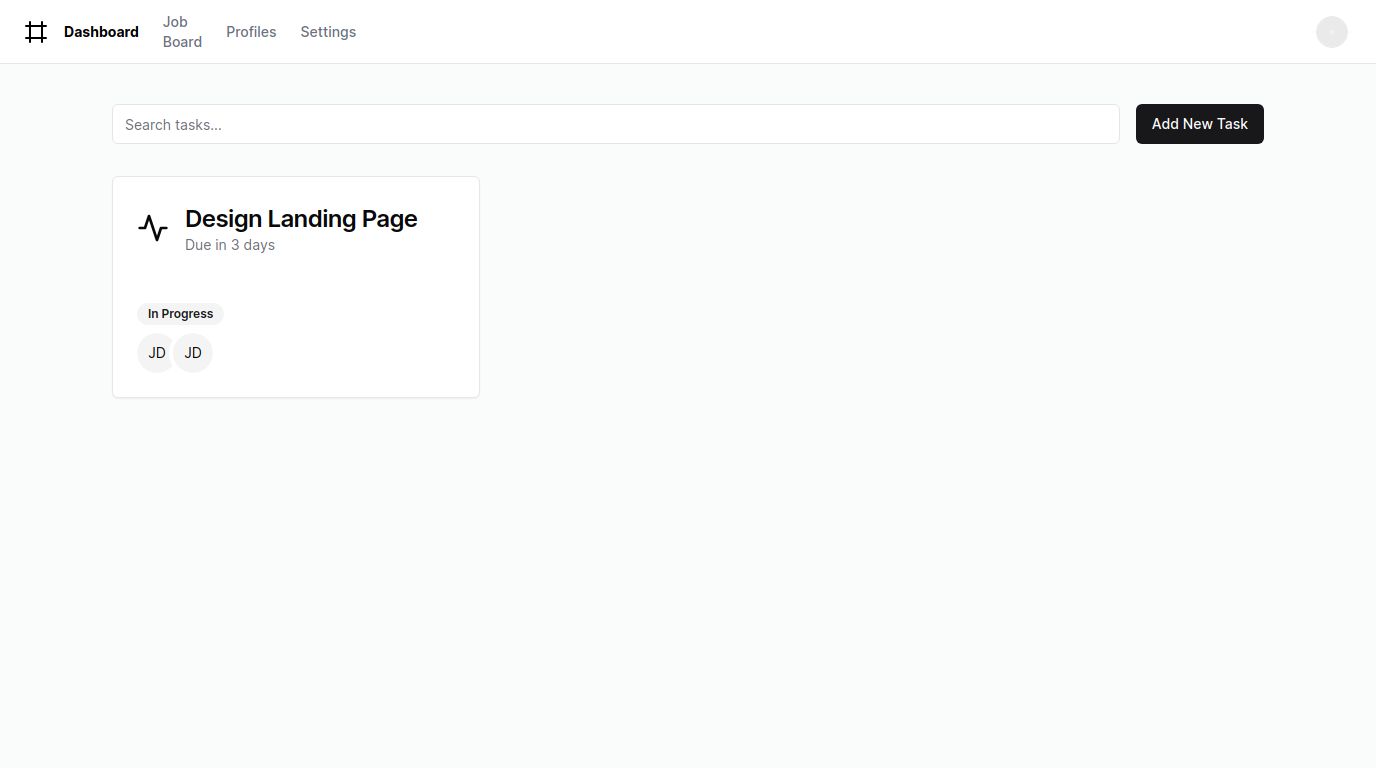 Dashboard
Job
Board
Profiles
Settings
Search tasks...
Add New Task
Design Landing Page
Due in 3 days
In Progress
JD
JD